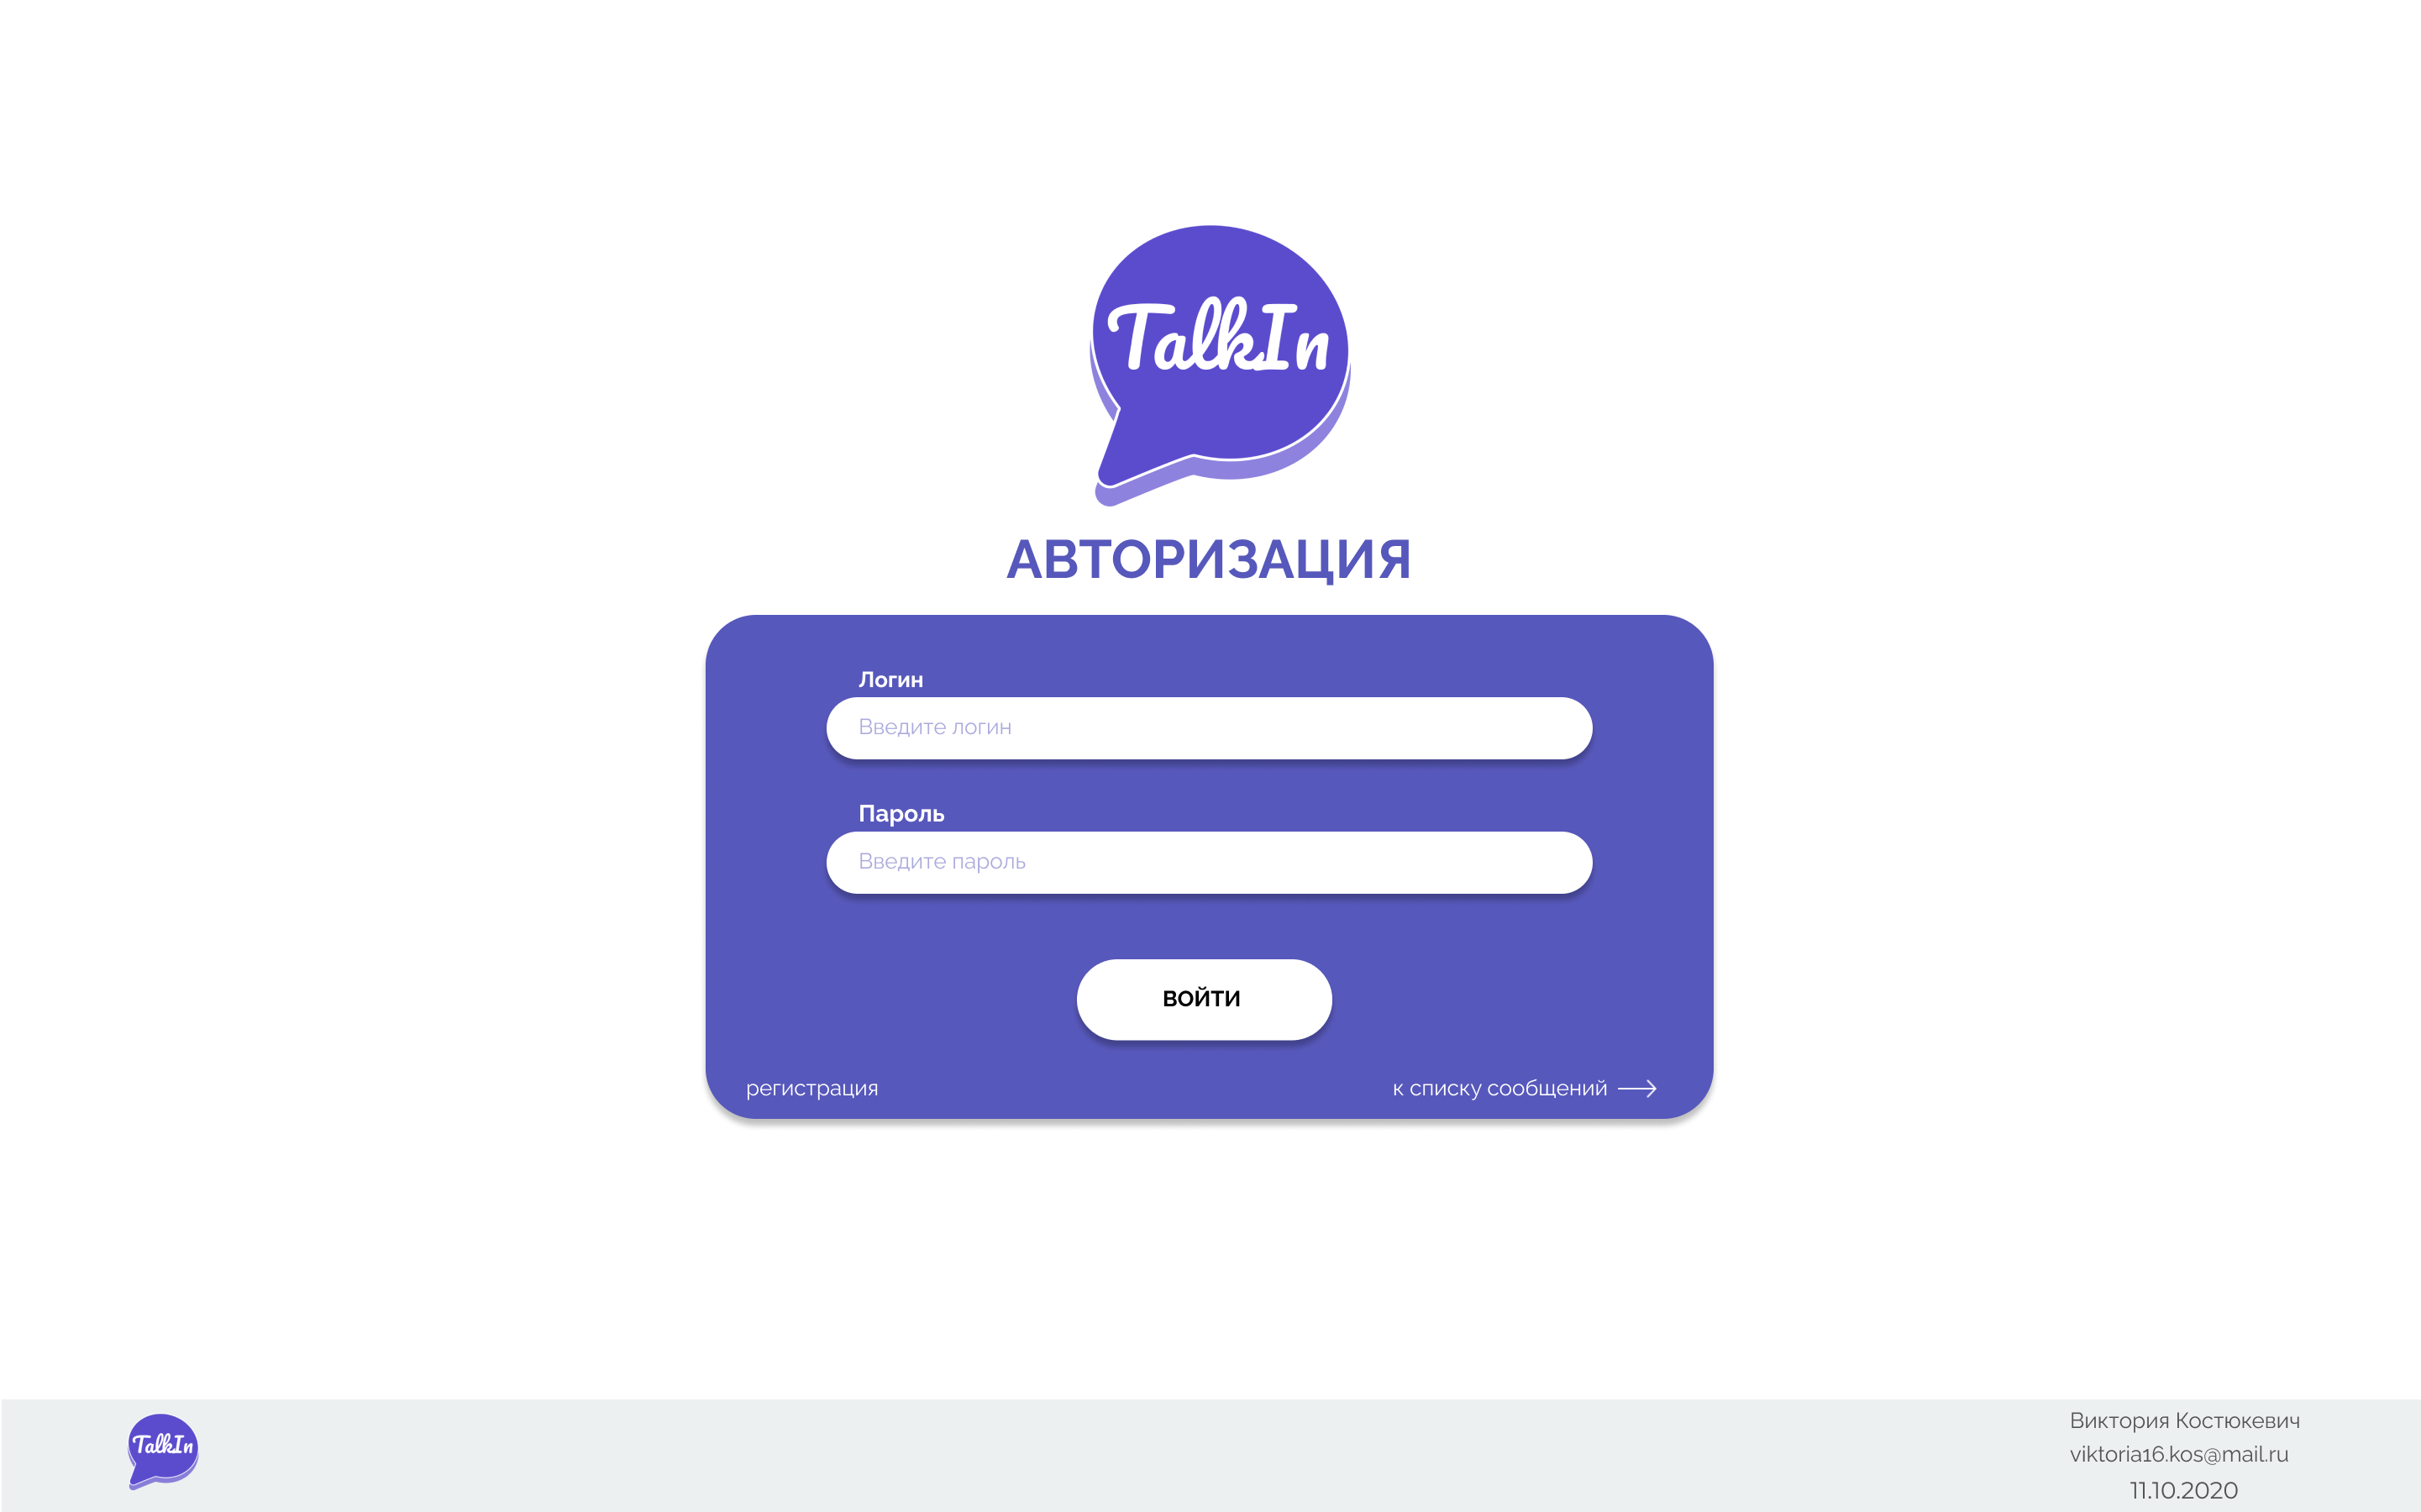 TalkIn
АВТОРИЗАЦИЯ
Логин
Введите логин
Пароль
Введите пароль
ВОЙТИ
регистрация
к списку сообщений
TalkIn
Виктория Костюкевич
viktoria16.kos@mail.ru
11.10.2020